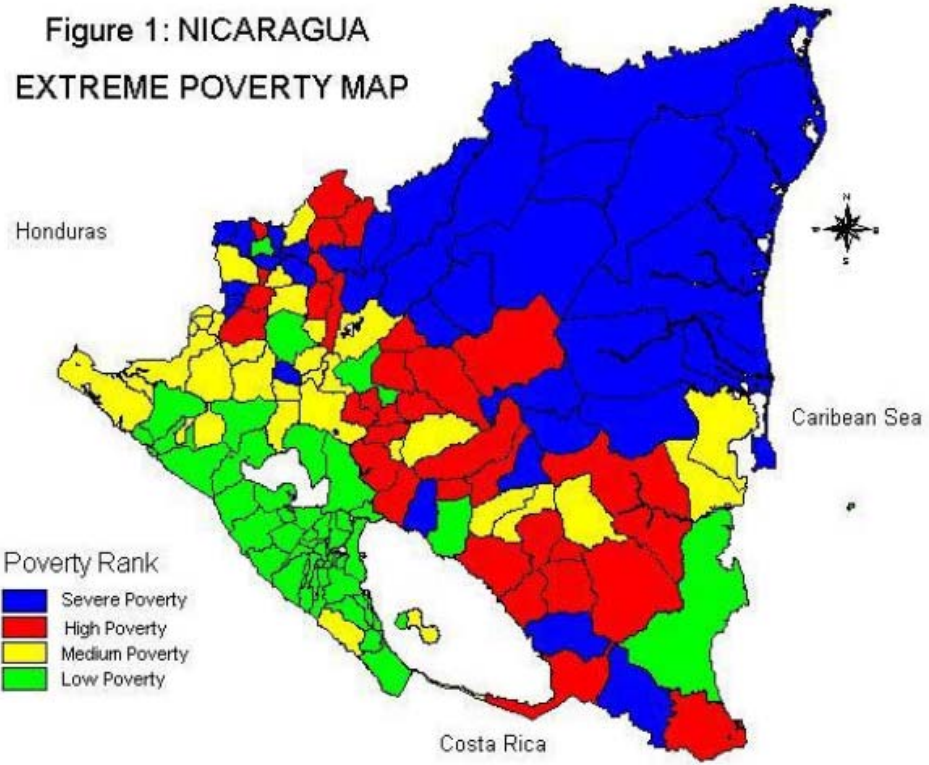 Figure 1: NICARAGUA
EXTREME POVERTY MAP
Honduras
N
S
Caribean Sea
Poverty Rank
Severe Poverty
High Poverty
Medium Poverty
Low Poverty
Costa Rica